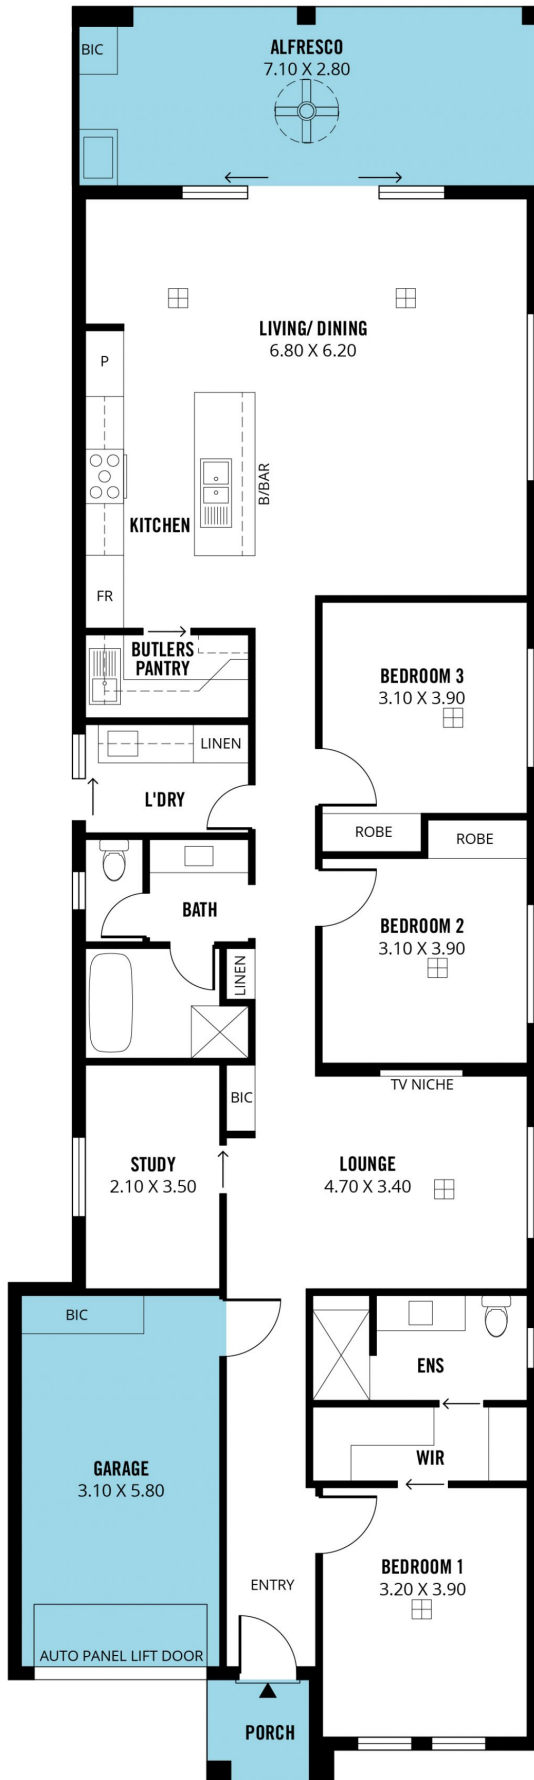 ALFRESCO
7.10 X 2.80
BIC
LIVING/ DINING
6.80 X 6.20
P
B/BAR
KITCHEN
FR
BUTLERS
PANTRY
BEDROOM 3
3.10 X 3.90
LINEN
L'DRY
ROBE
ROBE
BATH
BEDROOM 2
3.10 X 3.90
LINEN
TV NICHE
BIC
STUDY
2.10 X 3.50
LOUNGE
4.70 X 3.40
BIC
ENS
WIR
GARAGE
3.10 X 5.80
BEDROOM 1
3.20 X 3.90
ENTRY
AUTO PANEL LIFT DOOR
PORCH